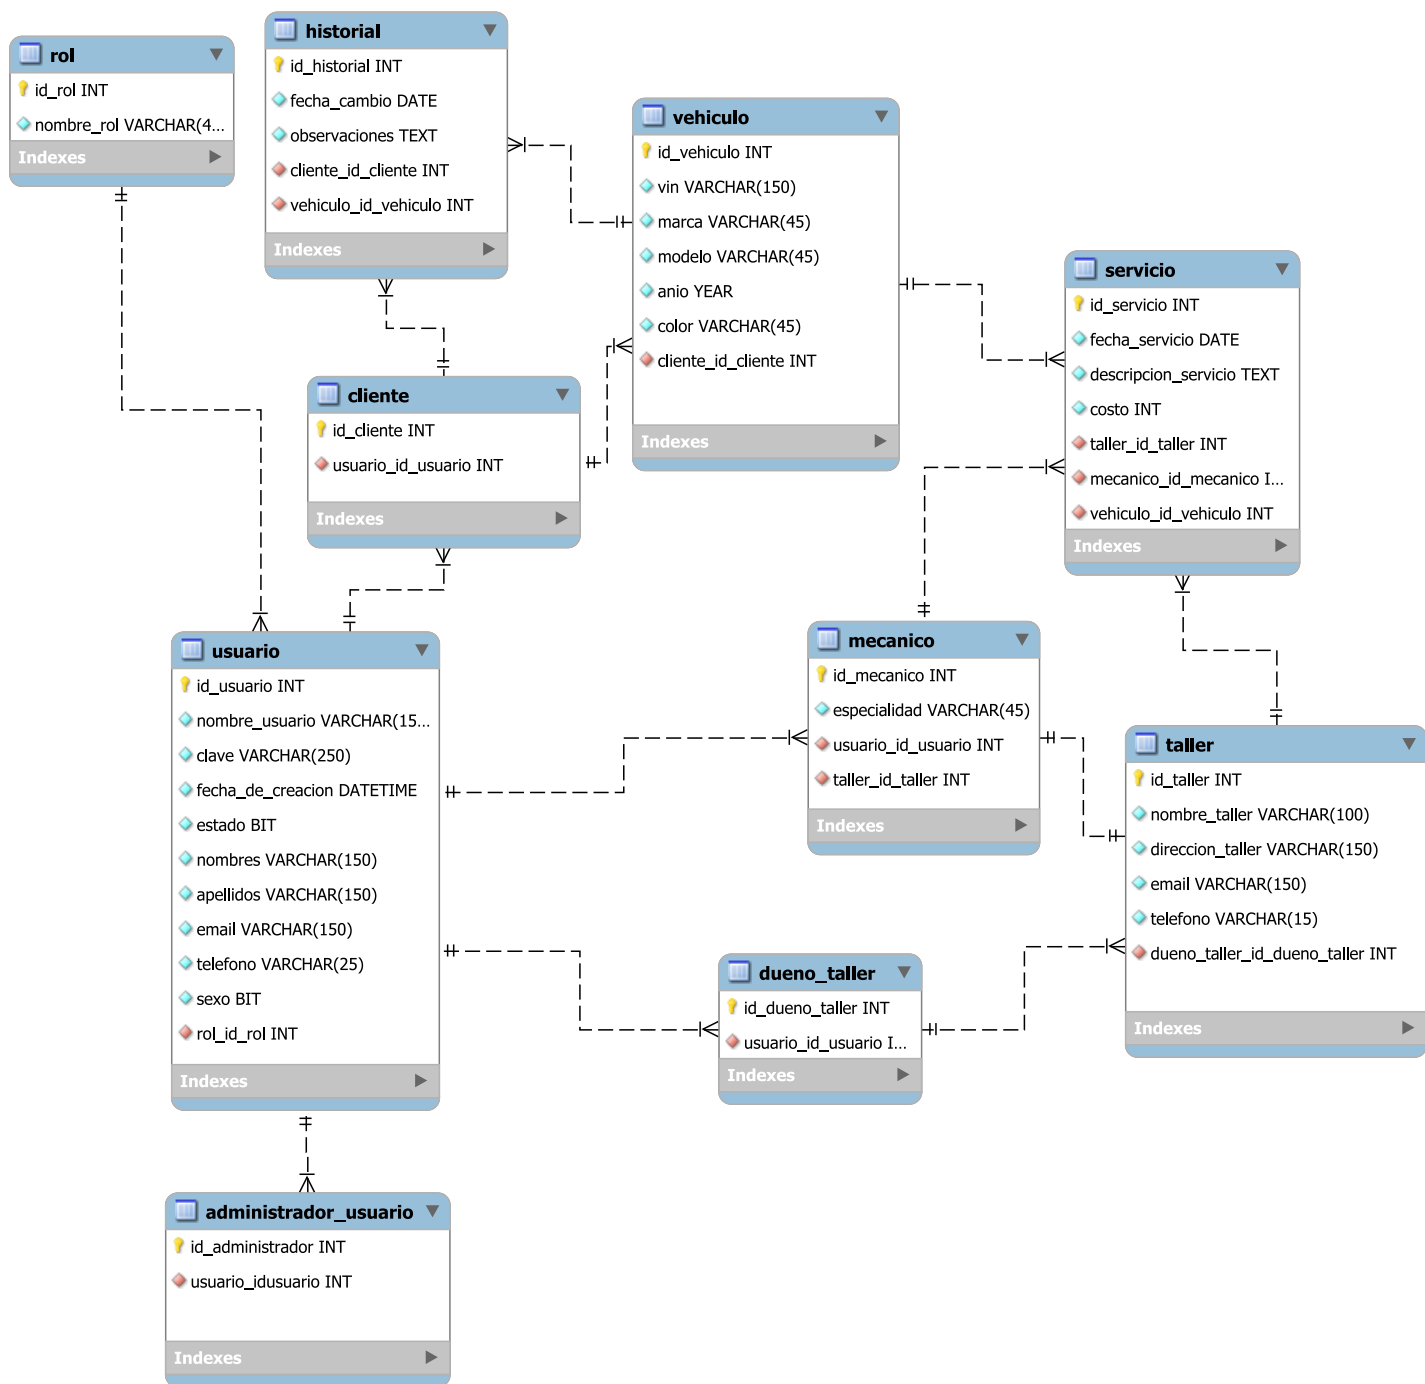 rol
id_rol INT
nombre_rol VARCHAR(4...
Indexes
historial
id_historial INT
fecha_cambio DATE
observaciones TEXT
cliente_id_cliente INT
vehiculo_id_vehiculo INT
Indexes
vehiculo
id_vehiculo INT
vin VARCHAR(150)
marca VARCHAR(45)
modelo VARCHAR(45)
anio YEAR
color VARCHAR(45)
cliente_id_cliente INT
Indexes
servicio
id_servicio INT
fecha_servicio DATE
descripcion_servicio TEXT
costo INT
taller_id_taller INT
mecanico_id_mecanico I...
vehiculo_id_vehiculo INT
Indexes
cliente
id_cliente INT
usuario_id_usuario INT
Indexes
usuario
id_usuario INT
nombre_usuario VARCHAR(15...
clave VARCHAR(250)
fecha_de_creacion DATETIME
estado BIT
nombres VARCHAR(150)
apellidos VARCHAR(150)
email VARCHAR(150)
telefono VARCHAR(25)
sexo BIT
rol_id_rol INT
Indexes
mecanico
id_mecanico INT
especialidad VARCHAR(45)
usuario_id_usuario INT
taller_id_taller INT
Indexes
taller
id_taller INT
nombre_taller VARCHAR(100)
direccion_taller VARCHAR(150)
email VARCHAR(150)
telefono VARCHAR(15)
dueno_taller_id_dueno_taller INT
Indexes
dueno_taller
id_dueno_taller INT
usuario_id_usuario I...
Indexes
administrador_usuario
id_administrador INT
usuario_idusuario INT
Indexes